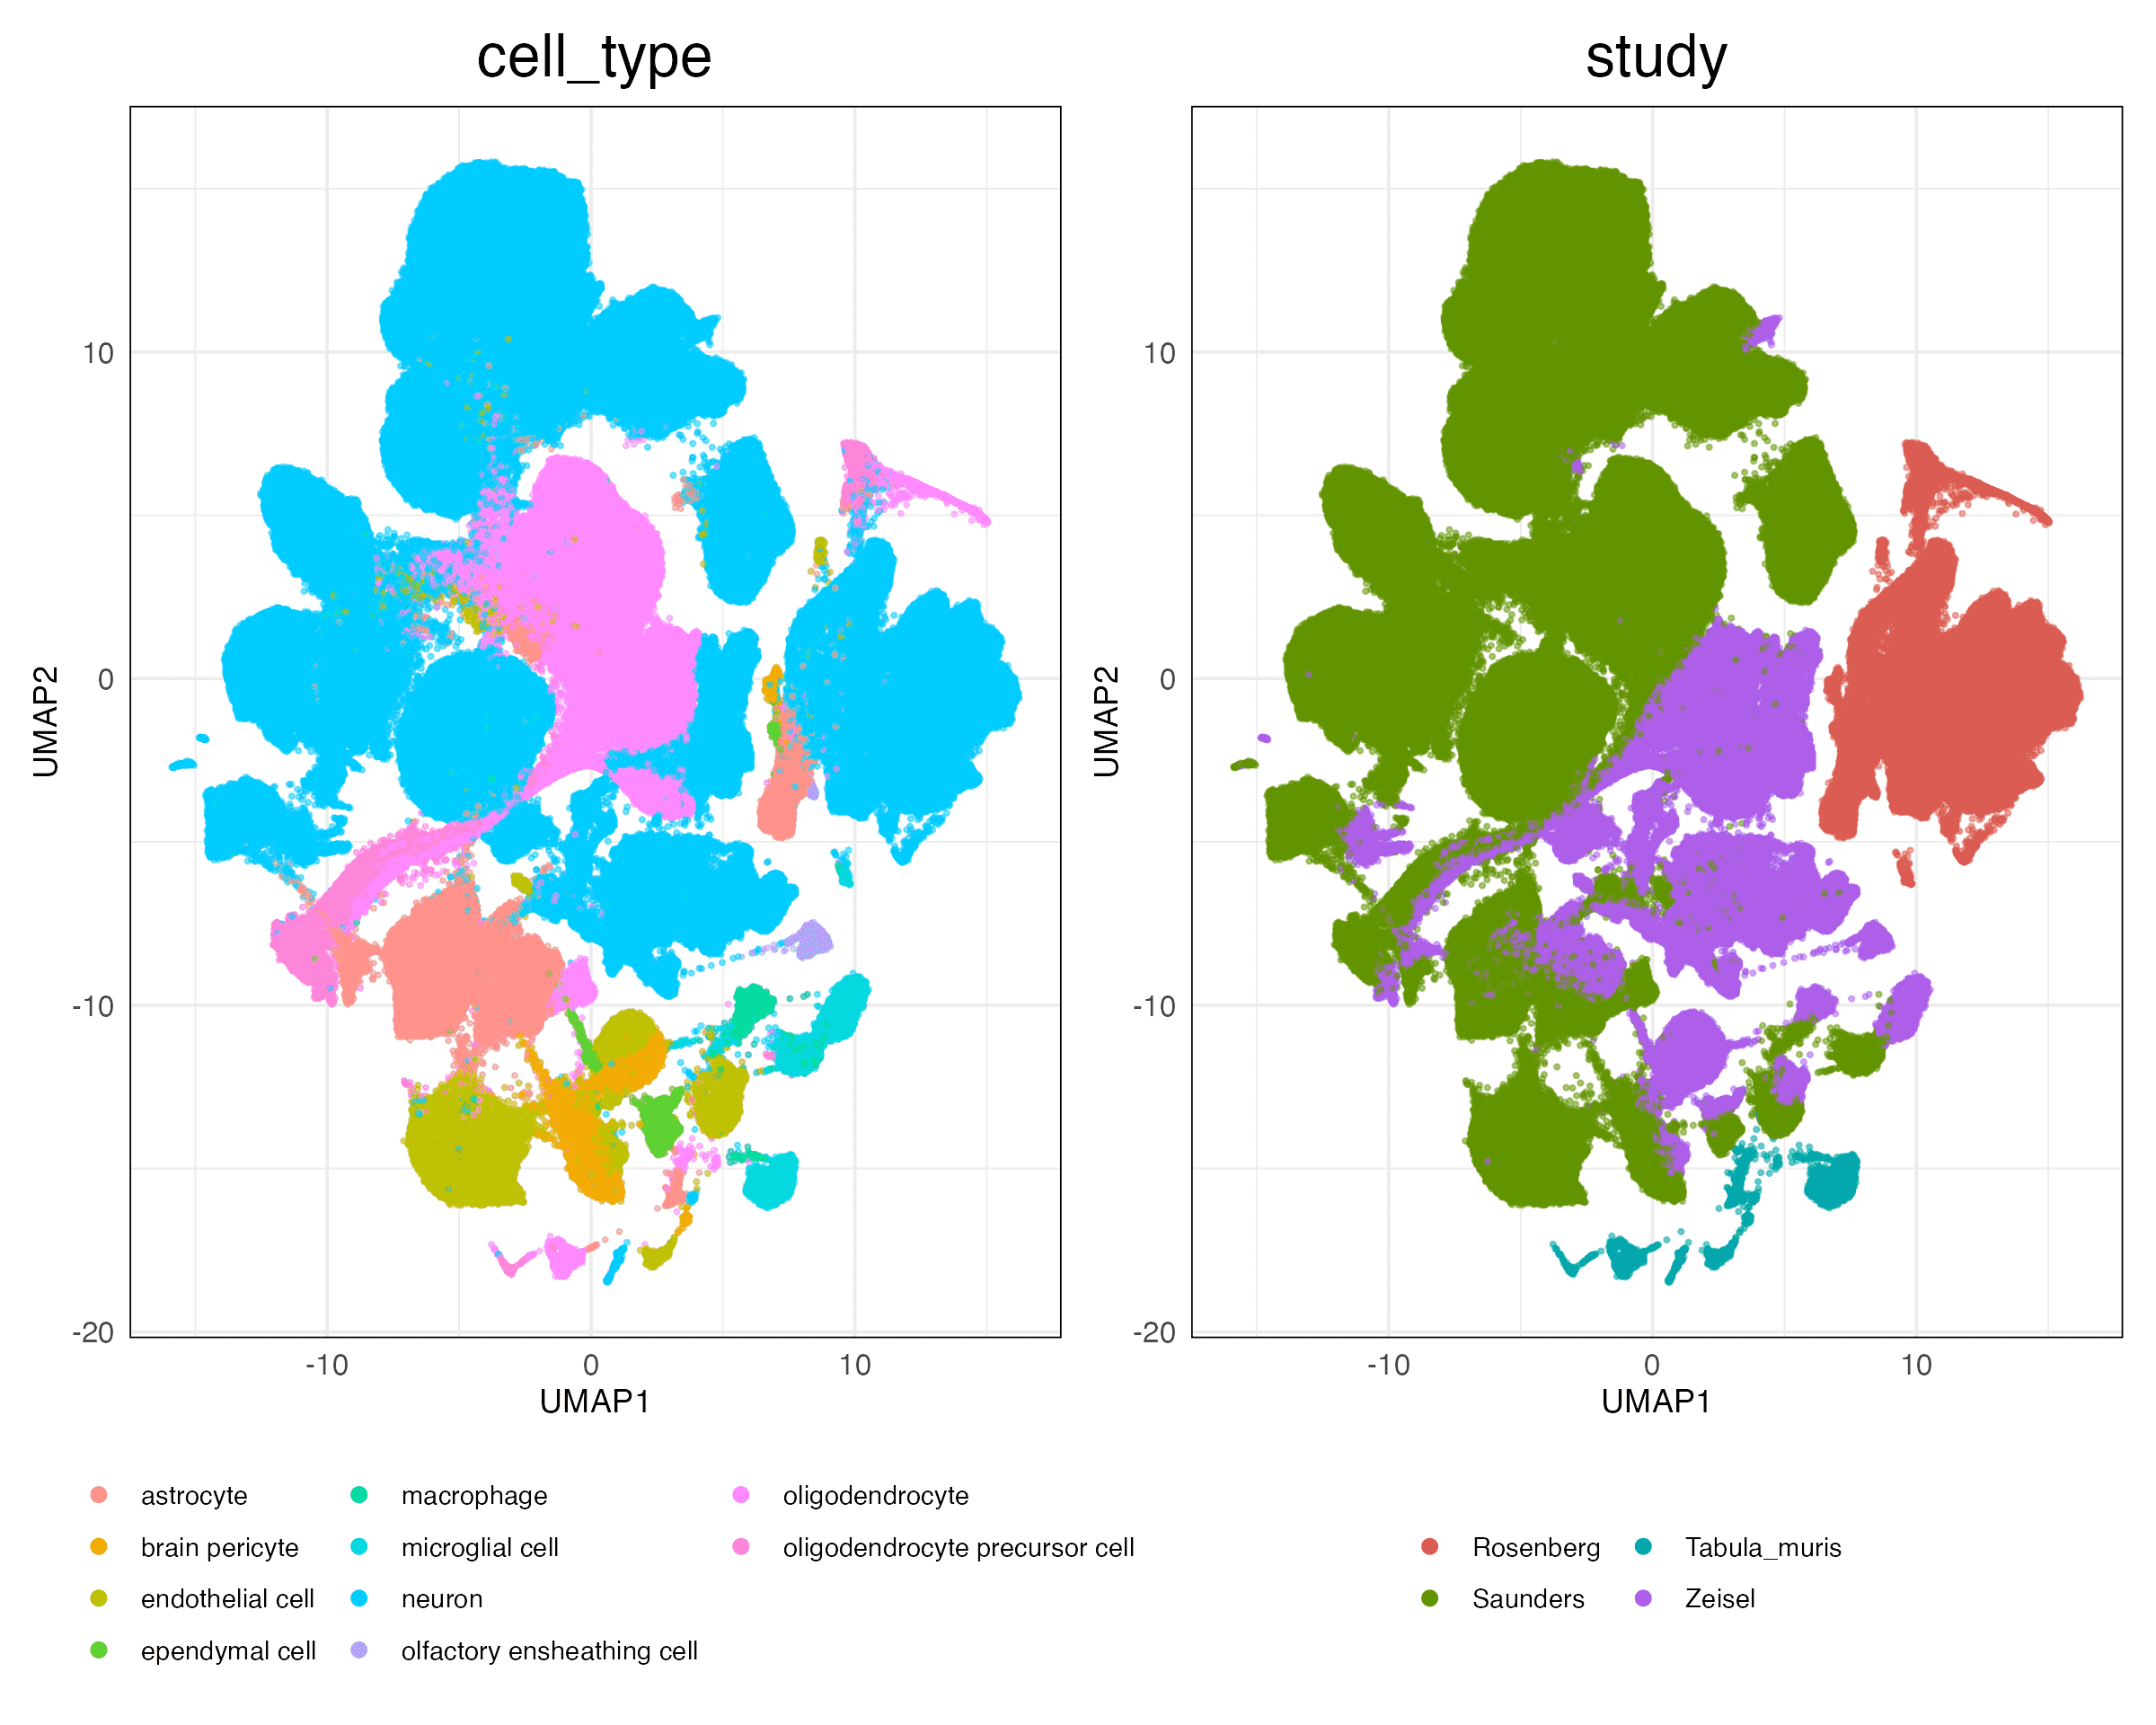 cell_type
study
UMAP2
10
0
-10
-20
-10
0
10
UMAP1
UMAP2
10
0
-10
-20
-10
0
10
UMAP1
astrocyte
brain pericyte
endothelial cell
ependymal cell
macrophage
microglial cell
neuron
olfactory ensheathing cell
oligodendrocyte
oligodendrocyte precursor cell
Rosenberg
Saunders
Tabula_muris
Zeisel